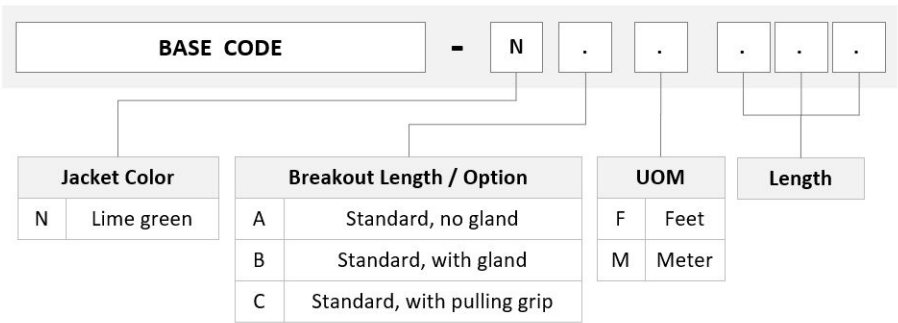 BASE CODE - N . . . . .
Jacket Color
N Lime green
Breakout Length / Option
A Standard, no gland
B Standard, with gland
C Standard, with pulling grip
UOM
F Feet
M Meter
Length